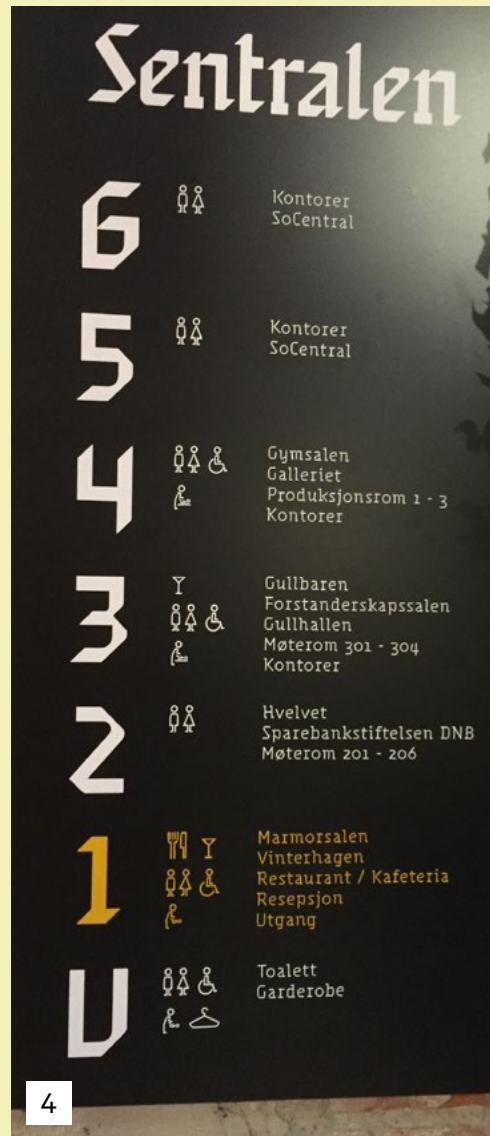 Sentralen
6
Kontorer
SoCentral
5
Kontorer
SoCentral
4
Gymsalen
Galleriet
Produksjonsrom 1 - 3
Kontorer
3
Gullbaren
Forstanderskapssalen
Gullhallen
Møterom 301 - 304
Kontorer
2
Hvelvet
Sparebankstiftelsen DNB
Møterom 201 - 206
1
Marmorsalen
Vinterhagen
Restaurant / Kafeteria
Resepsjon
Utgang
U
Toalett
Garderobe
4